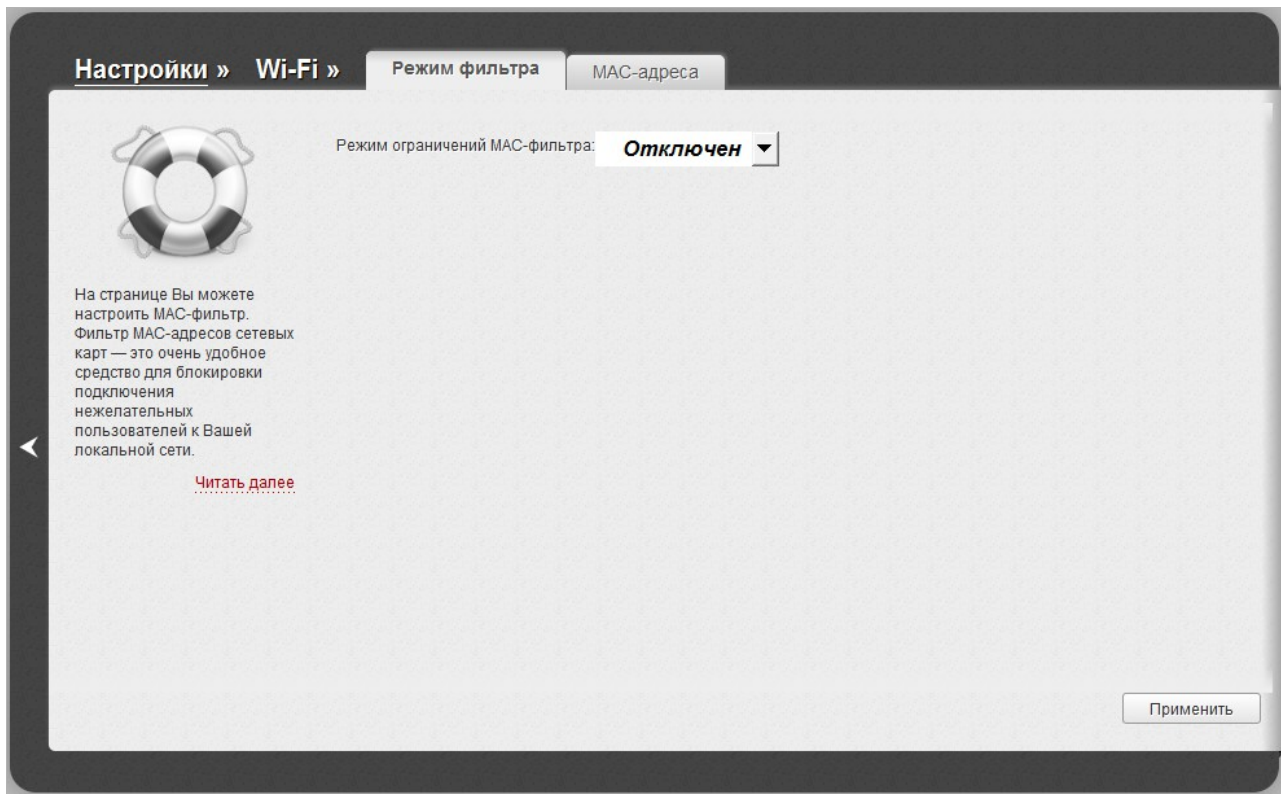 Настройки » Wi-Fi » Режим фильтра MAC-адреса
Режим ограничений MAC-фильтра: Отключен
На странице Вы можете
настроить MAC-фильтр.
Фильтр MAC-адресов сетевых
карт — это очень удобное
средство для блокировки
подключения
нежелательных
пользователей к Вашей
локальной сети.
Читать далее
Применить